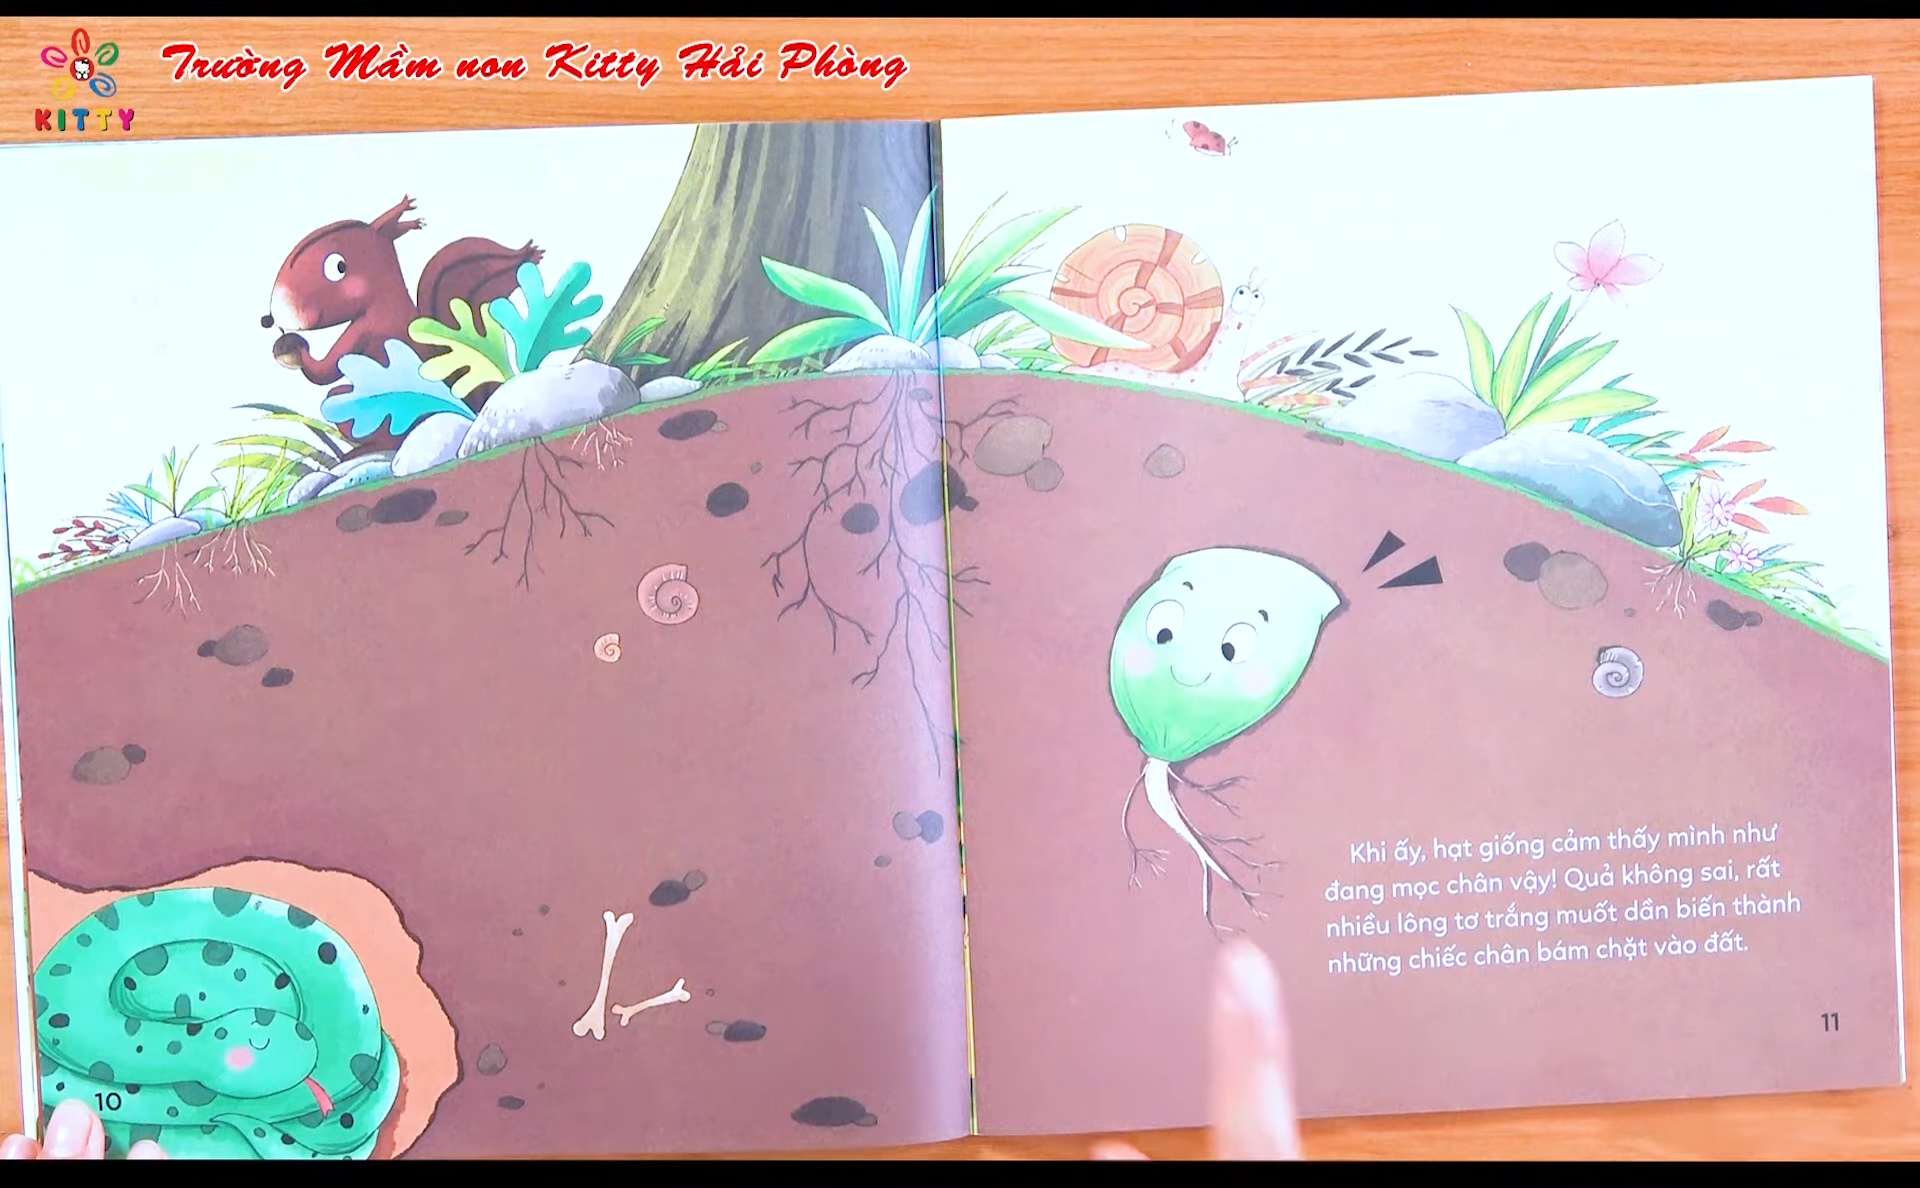 Trường Mầm non Kitty Hải Phòng
KITTY
Khi ấy, hạt giống cảm thấy mình như
đang mọc chân vậy! Quả không sai, rất
nhiều lông tơ trắng muốt dần biến thành
những chiếc chân bám chặt vào đất.
10
11